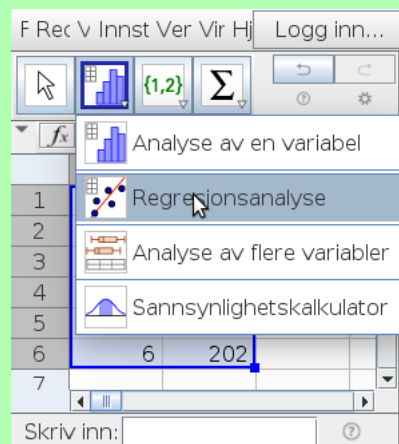 F Rec V Innst Ver Vir Hj Logg inn...
{1,2} Σ
fx
Analyse av en variabel
1 Regresjonsanalyse
2
3 Analyse av flere variabler
4
5 Sannsynlighetskalkulator
6 6 202
7
Skriv inn: